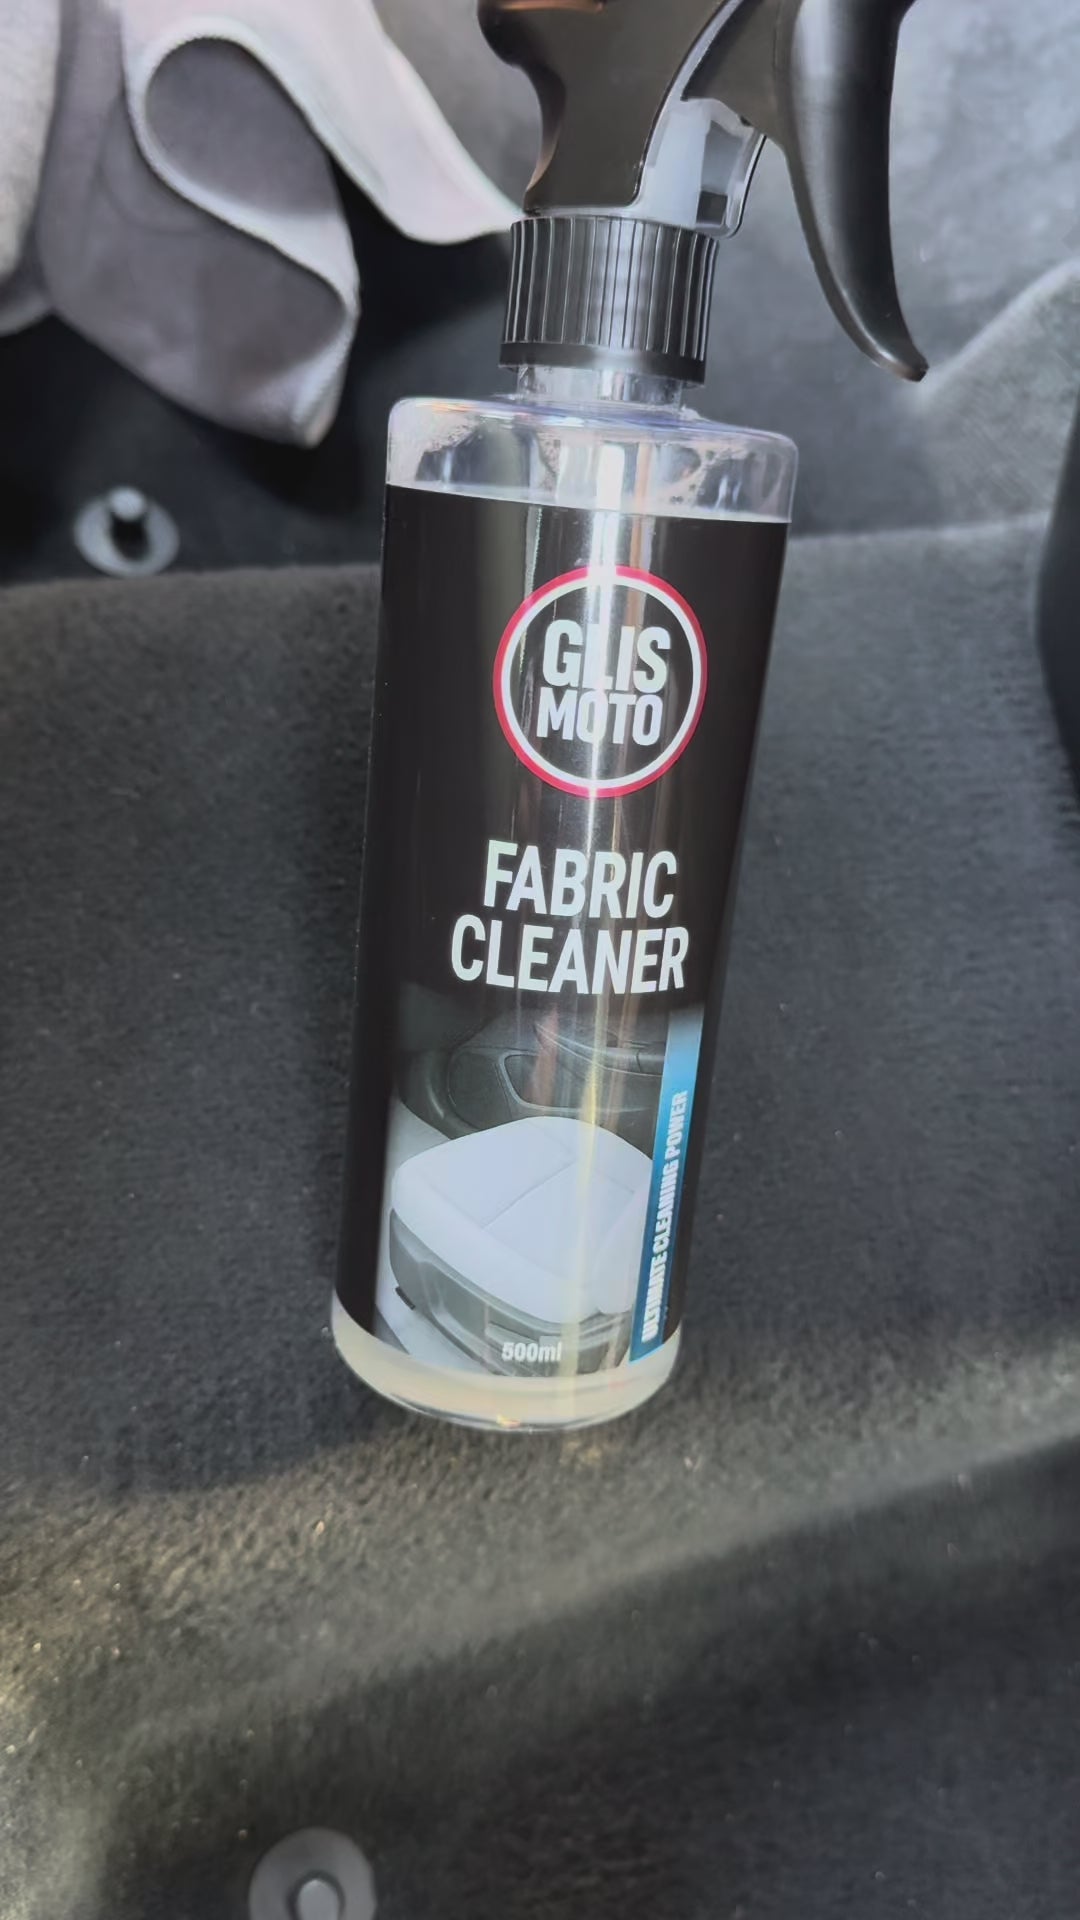 GLIS
MOTO
FABRIC
CLEANER
ULTIMATE CLEANING POWER
500ml